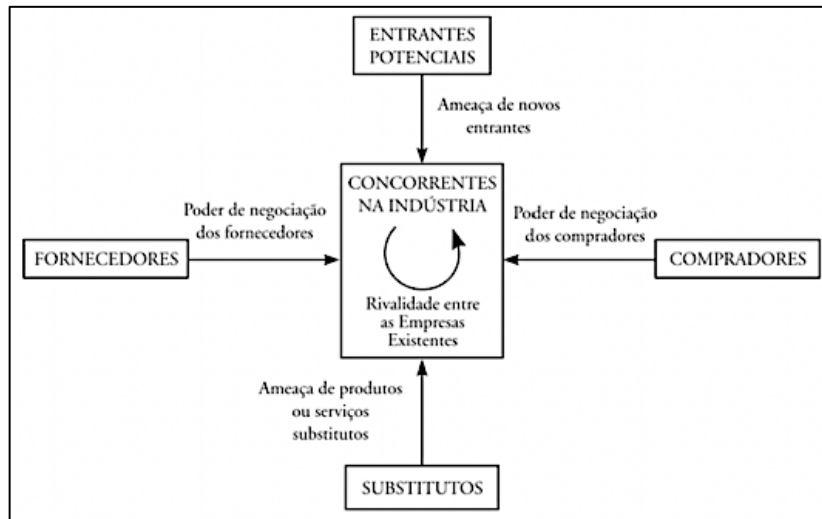 ENTRANTES
POTENCIAIS
Ameaça de novos
entrantes
CONCORRENTES
NA INDÚSTRIA
Poder de negociação
dos fornecedores
Poder de negociação
dos compradores
FORNECEDORES
COMPRADORES
Rivalidade entre
as Empresas
Existentes
Ameaça de produtos
ou serviços
substitutos
SUBSTITUTOS